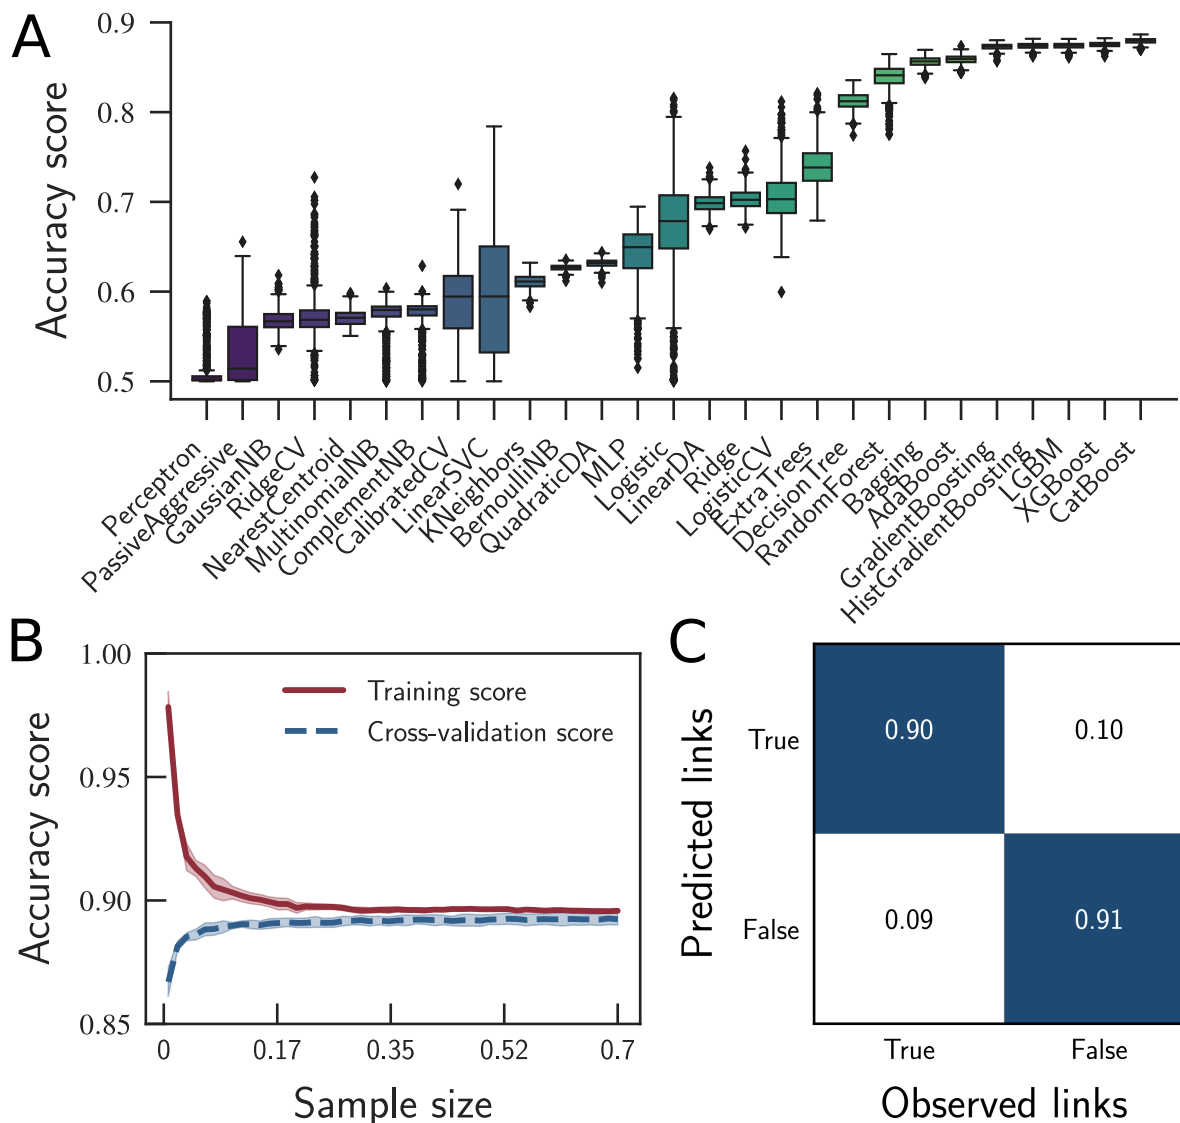 A
Accuracy score
0.9
0.8
0.7
0.6
0.5
Perceptron
PassiveAggressive
GaussianNB
RidgeCV
NearestCentroid
MultinomialNB
ComplementNB
CalibratedCV
LinearSVC
KNeighbors
BernoulliNB
QuadraticDA
MLP
Logistic
LinearDA
Ridge
LogisticCV
Extra Trees
Decision Tree
RandomForest
Bagging
AdaBoost
GradientBoosting
HistGradientBoosting
LGBM
XGBoost
CatBoost
B
Accuracy score
1.00
0.95
0.90
0.85
Training score
Cross-validation score
0
0.17
0.35
0.52
0.7
Sample size
C
Predicted links
True
False
0.90
0.10
0.09
0.91
True
False
Observed links